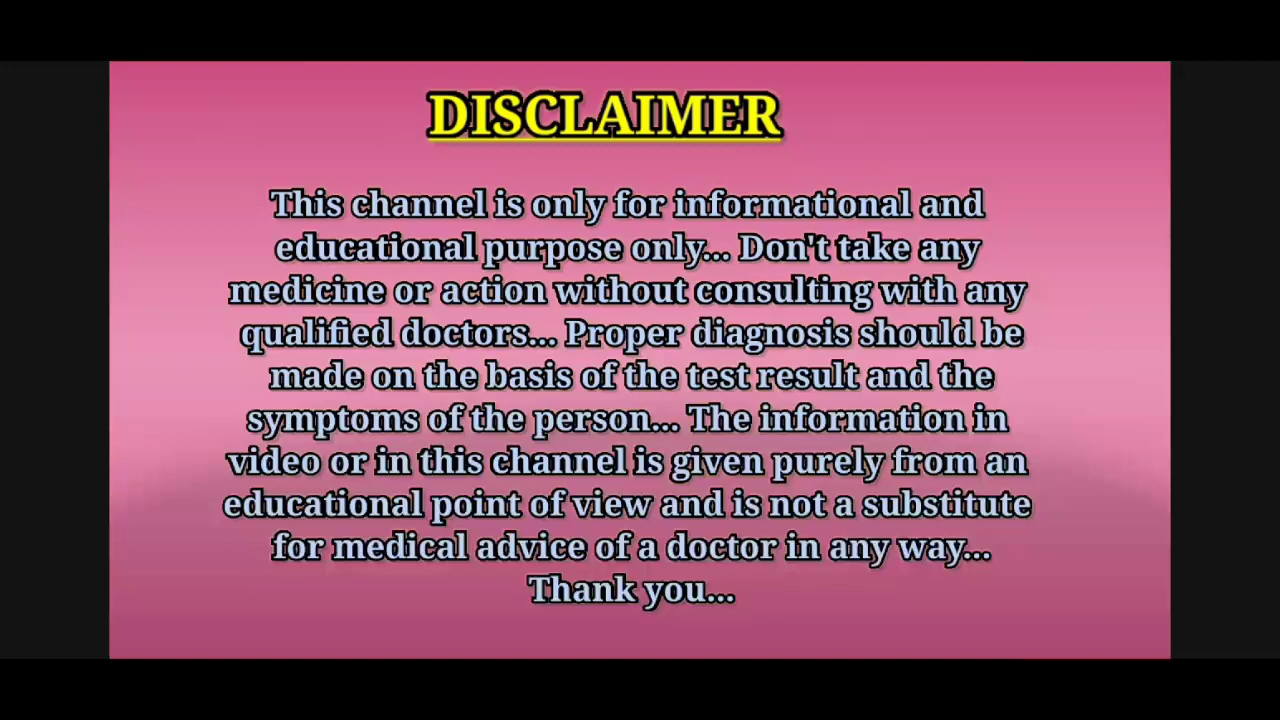 DISCLAIMER
This channel is only for informational and
educational purpose only... Don't take any
medicine or action without consulting with any
qualified doctors... Proper diagnosis should be
made on the basis of the test result and the
symptoms of the person... The information in
video or in this channel is given purely from an
educational point of view and is not a substitute
for medical advice of a doctor in any way...
Thank you...